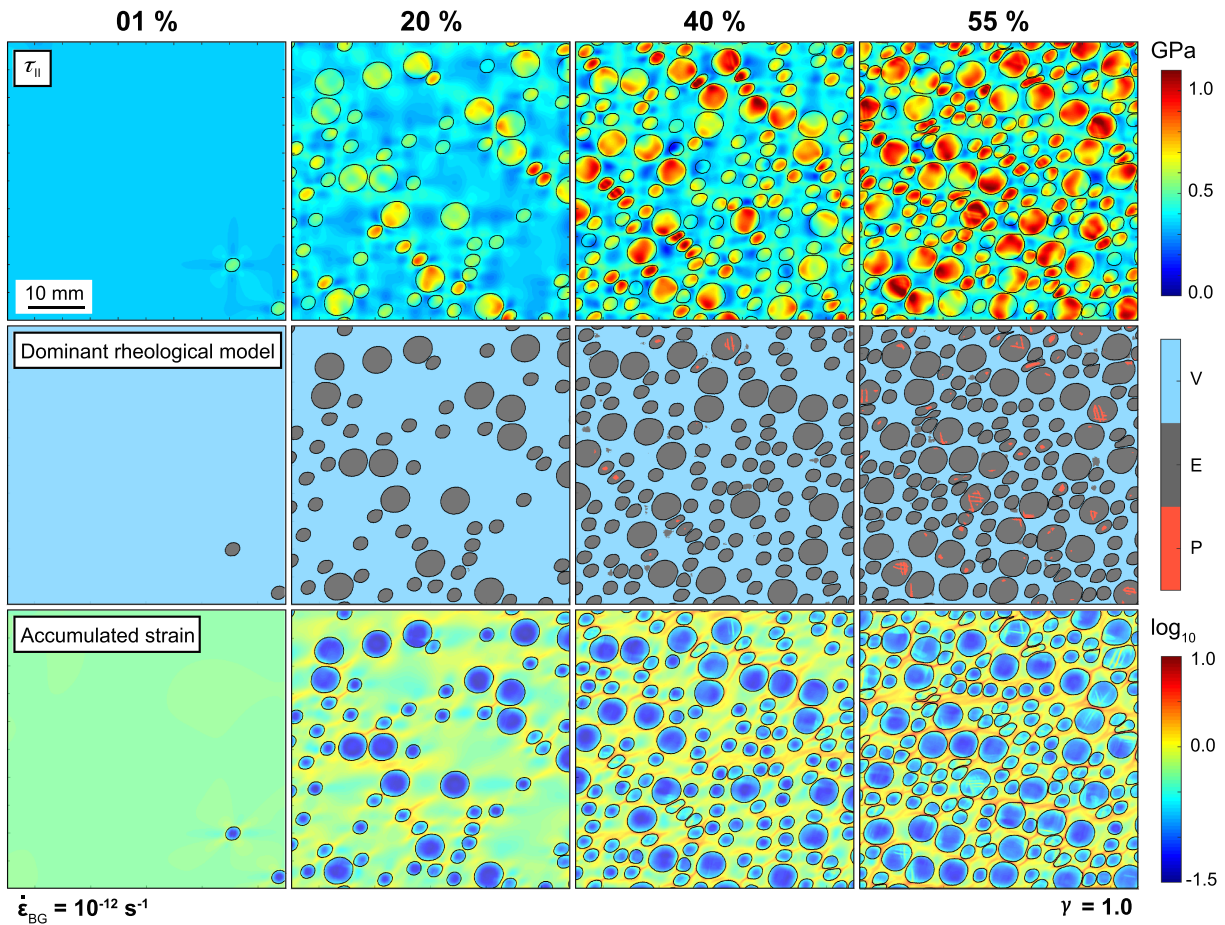 01 %
20 %
40 %
55 %
τII
GPa
1.0
0.5
0.0
10 mm
Dominant rheological model
V
E
P
Accumulated strain
log10
1.0
0.0
-1.5
ε̇BG = 10-12 s-1
γ = 1.0